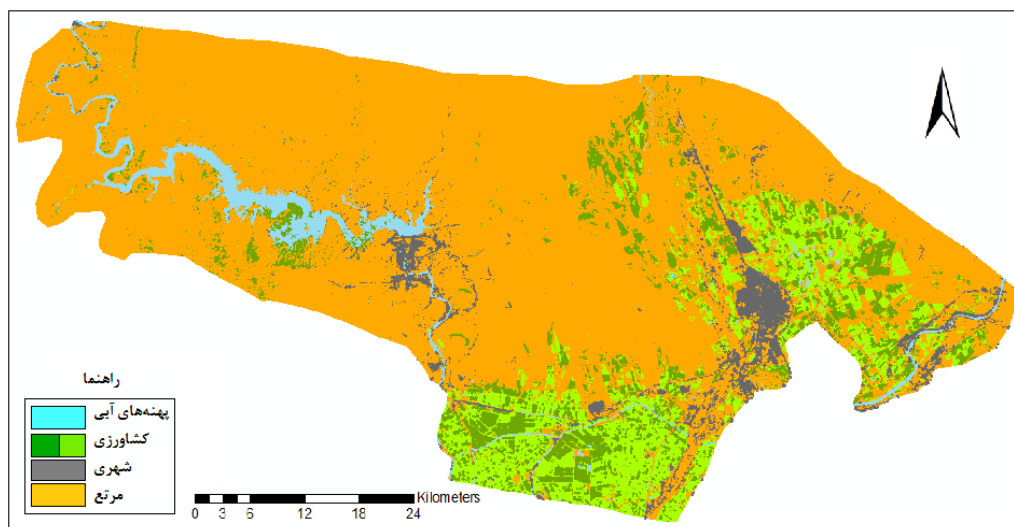 راهنما
پهنه‌های آبی
کشاورزی
شهری
مرتع
Kilometers
0 3 6 12 18 24